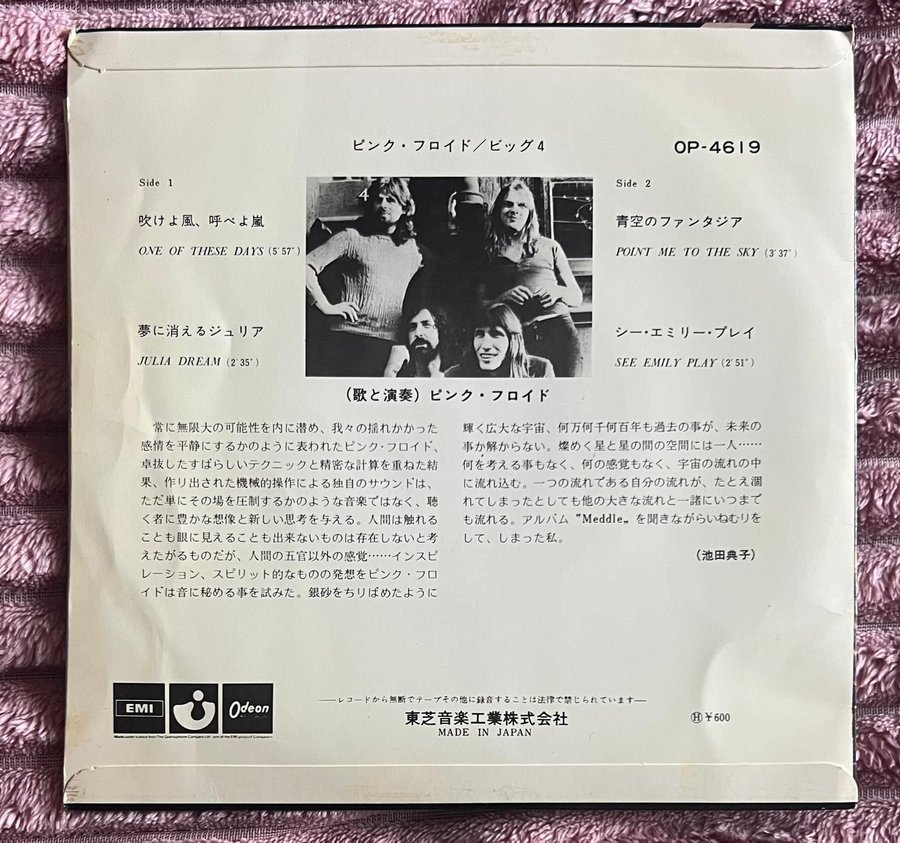 ピンク・フロイド／ビッグ4
OP-4619
Side 1
吹けよ風、呼べよ嵐
ONE OF THESE DAYS (5'57")
夢に消えるジュリア
JULIA DREAM (2'35")
4
Side 2
青空のファンタジア
POINT ME TO THE SKY (3'37")
シー・エミリー・プレイ
SEE EMILY PLAY (2'51")
（歌と演奏）ピンク・フロイド
常に無限大の可能性を内に潜め、我々の揺れかかった
感情を平静にするかのように表われたピンク・フロイド、
卓抜したすばらしいテクニックと精密な計算を重ねた結
果、作り出された機械的操作による独自のサウンドは、
ただ単にその場を圧制するかのような音楽ではなく、聴
く者に豊かな想像と新しい思考を与える。人間は触れる
ことも眼に見えることも出来ないものは存在しないと考
えたがるものだが、人間の五官以外の感覚……インスピ
レーション、スピリット的なものの発想をピンク・フロ
イドは音に秘める事を試みた。銀砂をちりばめたように
輝く広大な宇宙、何万何千何百年も過去の事が、未来の
事か解からない。燦めく星と星の間の空間には一人……
何を考える事もなく、何の感覚もなく、宇宙の流れの中
に流れ込む。一つの流れである自分の流れが、たとえ涸
れてしまったとしても他の大きな流れと一諸にいつまで
も流れる。アルバム〝Meddle〟を聞きながらいねむりを
して、しまった私。
（池田典子）
EMI
Odeon
レコードから無断でテープその他に録音することは法律で禁じられています
東芝音楽工業株式会社
MADE IN JAPAN
Ⓗ￥600